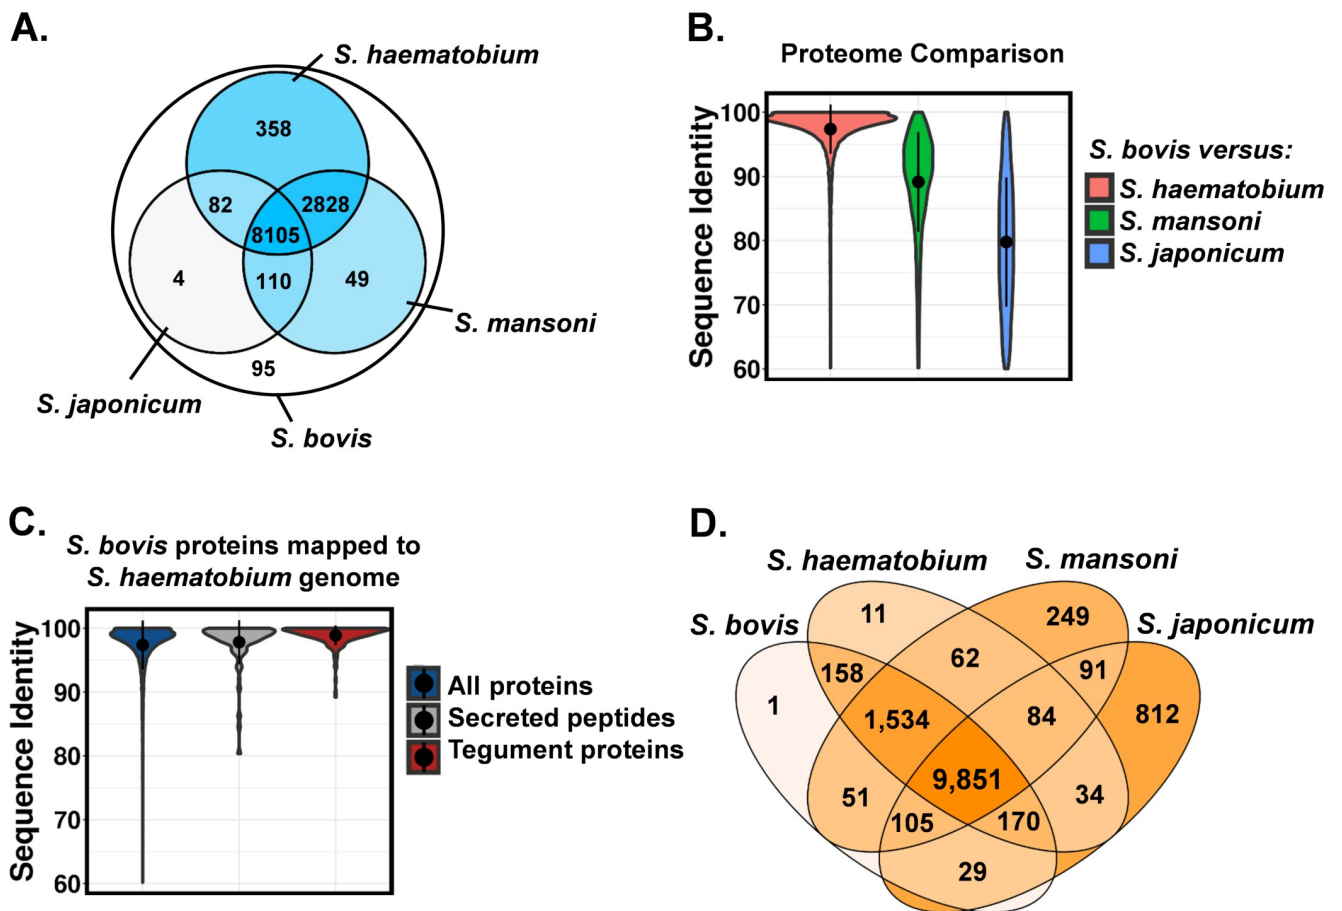 A.
S. haematobium
358
82
2828
8105
4
110
49
S. mansoni
95
S. japonicum
S. bovis
B.
Proteome Comparison
Sequence Identity
100
90
80
70
60
S. bovis versus:
S. haematobium
S. mansoni
S. japonicum
C.
S. bovis proteins mapped to
S. haematobium genome
Sequence Identity
100
90
80
70
60
All proteins
Secreted peptides
Tegument proteins
D.
S. haematobium
S. mansoni
S. bovis
S. japonicum
11
249
158
62
91
1
1,534
84
812
9,851
51
34
105
170
29